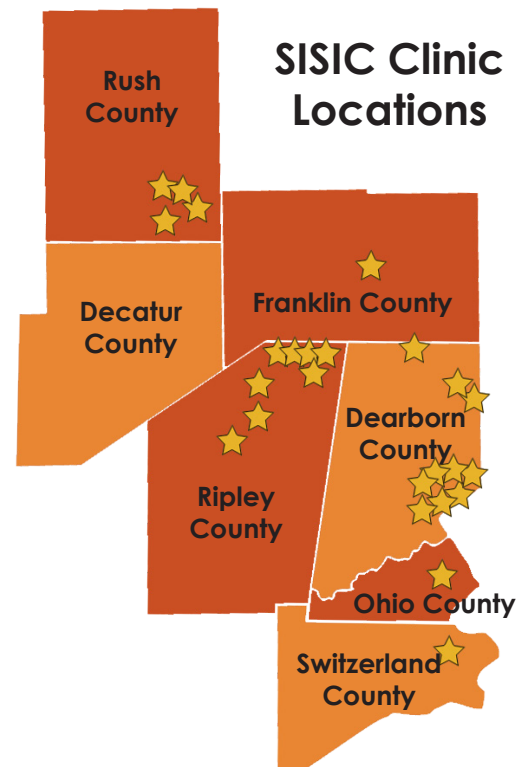 SISIC Clinic
Locations
Rush
County
Franklin County
Decatur
County
Dearborn
County
Ripley
County
Ohio County
Switzerland
County